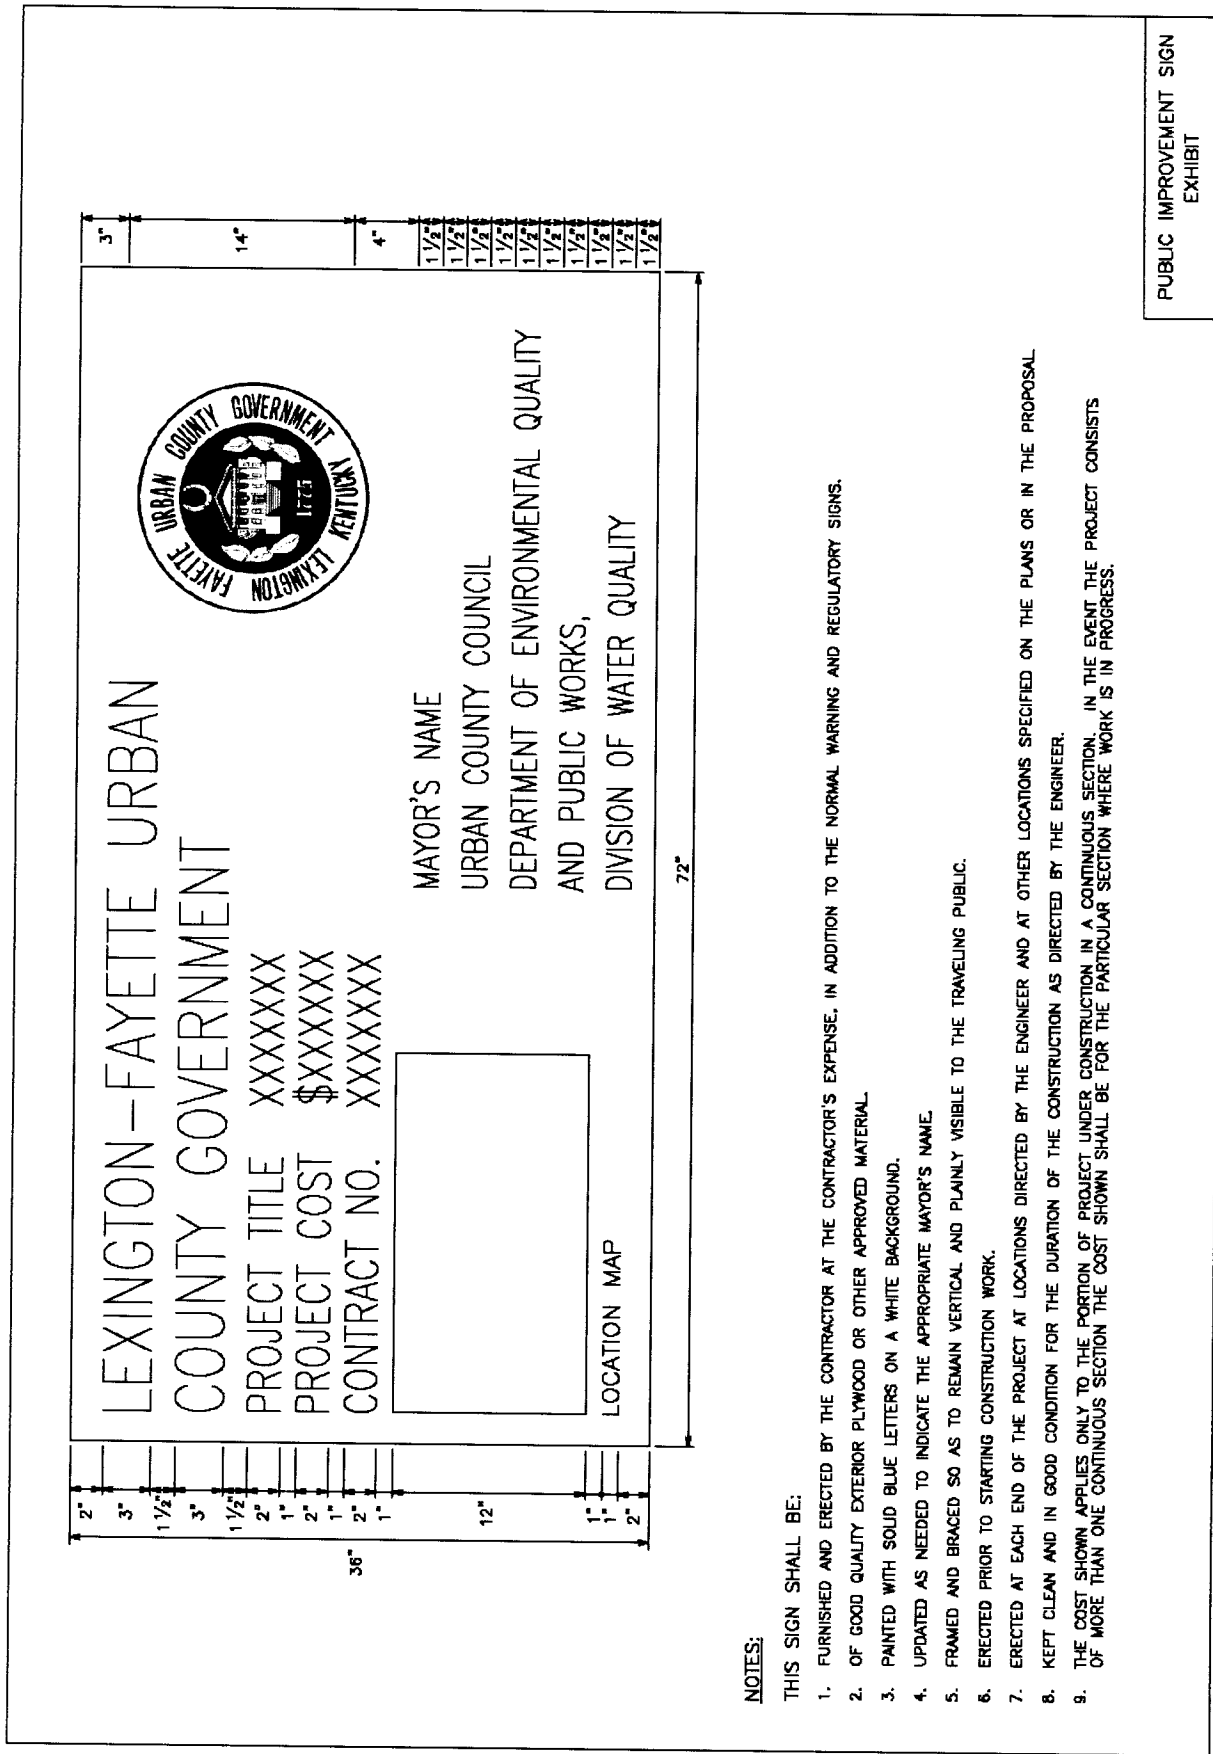 LEXINGTON-FAYETTE URBAN
COUNTY GOVERNMENT
PROJECT TITLE XXXXXXX
PROJECT COST $XXXXXX
CONTRACT NO. XXXXXXX
LOCATION MAP
FAYETTE URBAN COUNTY GOVERNMENT
LEXINGTON KENTUCKY
1775
MAYOR'S NAME
URBAN COUNTY COUNCIL
DEPARTMENT OF ENVIRONMENTAL QUALITY
AND PUBLIC WORKS,
DIVISION OF WATER QUALITY
2"
3"
1 1/2"
3"
1 1/2"
2"
1"
2"
1"
2"
1"
12"
1"
1"
2"
36"
3"
14"
4"
1 1/2"
1 1/2"
1 1/2"
1 1/2"
1 1/2"
1 1/2"
1 1/2"
1 1/2"
1 1/2"
1 1/2"
72"
NOTES:
THIS SIGN SHALL BE:
1. FURNISHED AND ERECTED BY THE CONTRACTOR AT THE CONTRACTOR'S EXPENSE, IN ADDITION TO THE NORMAL WARNING AND REGULATORY SIGNS.
2. OF GOOD QUALITY EXTERIOR PLYWOOD OR OTHER APPROVED MATERIAL.
3. PAINTED WITH SOLID BLUE LETTERS ON A WHITE BACKGROUND.
4. UPDATED AS NEEDED TO INDICATE THE APPROPRIATE MAYOR'S NAME.
5. FRAMED AND BRACED SO AS TO REMAIN VERTICAL AND PLAINLY VISIBLE TO THE TRAVELING PUBLIC.
6. ERECTED PRIOR TO STARTING CONSTRUCTION WORK.
7. ERECTED AT EACH END OF THE PROJECT AT LOCATIONS DIRECTED BY THE ENGINEER AND AT OTHER LOCATIONS SPECIFIED ON THE PLANS OR IN THE PROPOSAL.
8. KEPT CLEAN AND IN GOOD CONDITION FOR THE DURATION OF THE CONSTRUCTION AS DIRECTED BY THE ENGINEER.
9. THE COST SHOWN APPLIES ONLY TO THE PORTION OF PROJECT UNDER CONSTRUCTION IN A CONTINUOUS SECTION. IN THE EVENT THE PROJECT CONSISTS
OF MORE THAN ONE CONTINUOUS SECTION THE COST SHOWN SHALL BE FOR THE PARTICULAR SECTION WHERE WORK IS IN PROGRESS.
PUBLIC IMPROVEMENT SIGN
EXHIBIT